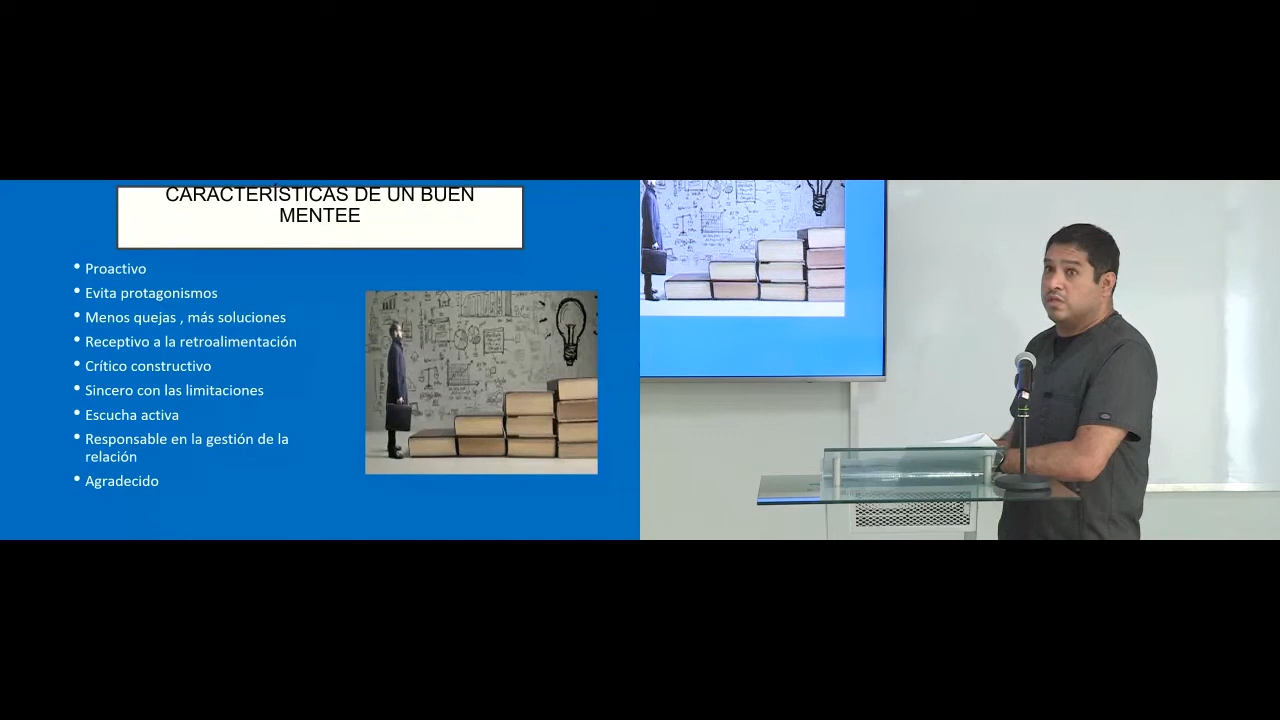 CARACTERÍSTICAS DE UN BUEN
MENTEE
• Proactivo
• Evita protagonismos
• Menos quejas , más soluciones
• Receptivo a la retroalimentación
• Crítico constructivo
• Sincero con las limitaciones
• Escucha activa
• Responsable en la gestión de la
relación
• Agradecido